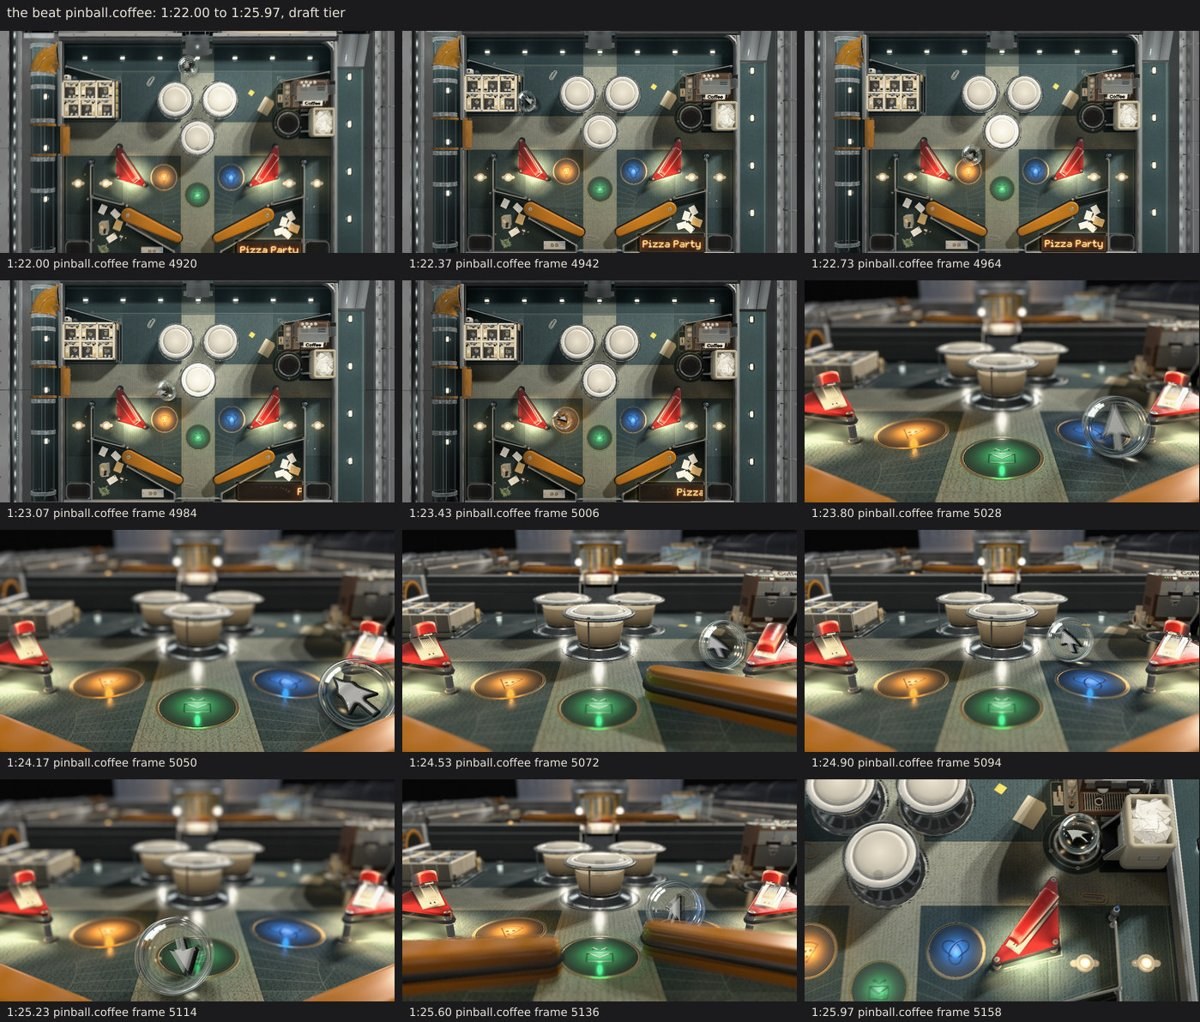 the beat pinball.coffee: 1:22.00 to 1:25.97, draft tier
Coffee
Pizza Party
1:22.00 pinball.coffee frame 4920
Pizza Party
1:22.37 pinball.coffee frame 4942
Coffee
Pizza Party
1:22.73 pinball.coffee frame 4964
Coffee
P
1:23.07 pinball.coffee frame 4984
Pizza
1:23.43 pinball.coffee frame 5006
1:23.80 pinball.coffee frame 5028
1:24.17 pinball.coffee frame 5050
1:24.53 pinball.coffee frame 5072
1:24.90 pinball.coffee frame 5094
1:25.23 pinball.coffee frame 5114
1:25.60 pinball.coffee frame 5136
1:25.97 pinball.coffee frame 5158